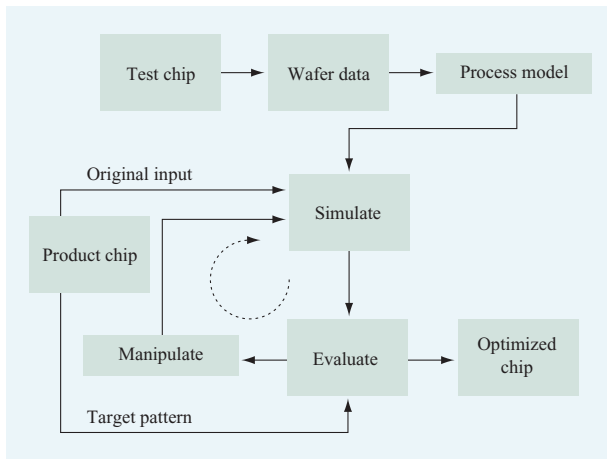 Test chip
Wafer data
Process model
Original input
Simulate
Product chip
Manipulate
Evaluate
Optimized
chip
Target pattern